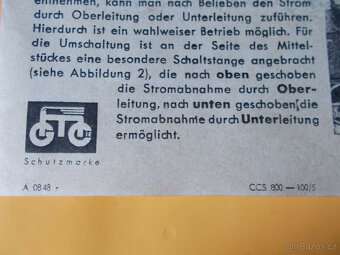 entnehmen, kann man nach Belieben den Strom
durch Oberleitung oder Unterleitung zuführen.
Hierdurch ist ein wahlweiser Betrieb möglich. Für
die Umschaltung ist an der Seite des Mittel-
stückes eine besondere Schaltstange angebracht
(siehe Abbildung 2), die nach oben geschoben
die Stromabnahme durch Ober-
leitung, nach unten geschoben, die
Stromabnahme durch Unterleitung
ermöglicht.
Schutzmarke
A 0848 r
CCS 800 — 100/5
Bazos.cz